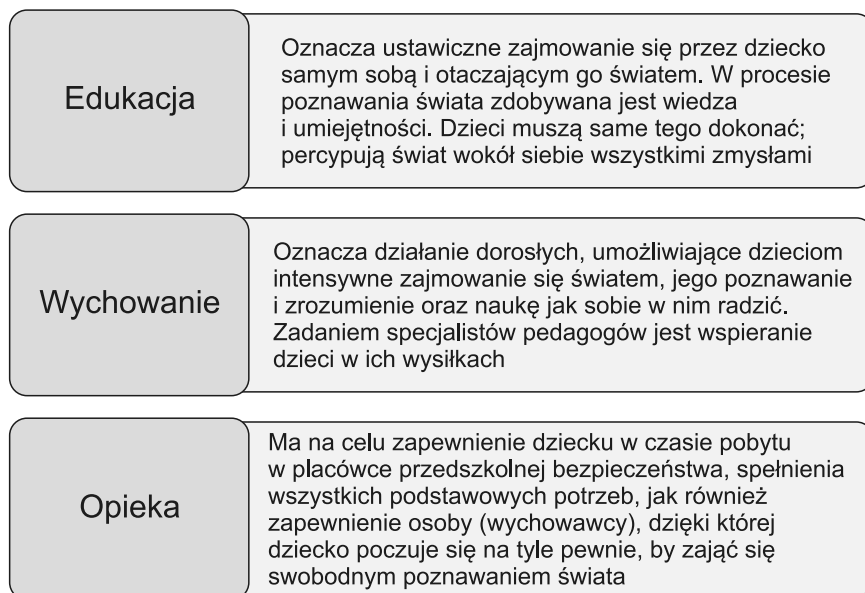 Edukacja
Oznacza ustawiczne zajmowanie się przez dziecko
samym sobą i otaczającym go światem. W procesie
poznawania świata zdobywana jest wiedza
i umiejętności. Dzieci muszą same tego dokonać;
percypują świat wokół siebie wszystkimi zmysłami
Wychowanie
Oznacza działanie dorosłych, umożliwiające dzieciom
intensywne zajmowanie się światem, jego poznawanie
i zrozumienie oraz naukę jak sobie w nim radzić.
Zadaniem specjalistów pedagogów jest wspieranie
dzieci w ich wysiłkach
Opieka
Ma na celu zapewnienie dziecku w czasie pobytu
w placówce przedszkolnej bezpieczeństwa, spełnienia
wszystkich podstawowych potrzeb, jak również
zapewnienie osoby (wychowawcy), dzięki której
dziecko poczuje się na tyle pewnie, by zająć się
swobodnym poznawaniem świata